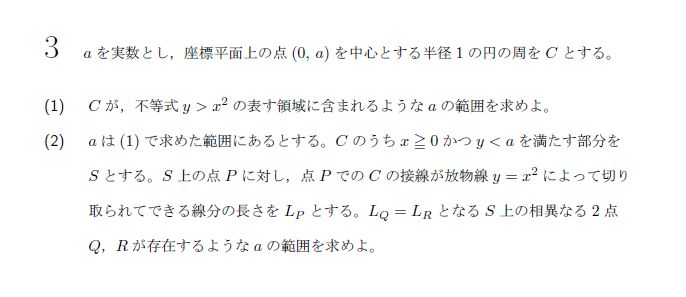 3 aを実数とし，座標平面上の点 (0, a) を中心とする半径 1 の円の周を C とする。
(1) C が，不等式 y > x² の表す領域に含まれるような a の範囲を求めよ。
(2) a は (1) で求めた範囲にあるとする。C のうち x ≧ 0 かつ y < a を満たす部分を
S とする。S 上の点 P に対し，点 P での C の接線が放物線 y = x² によって切り
取られてできる線分の長さを L_P とする。L_Q = L_R となる S 上の相異なる 2 点
Q，R が存在するような a の範囲を求めよ。